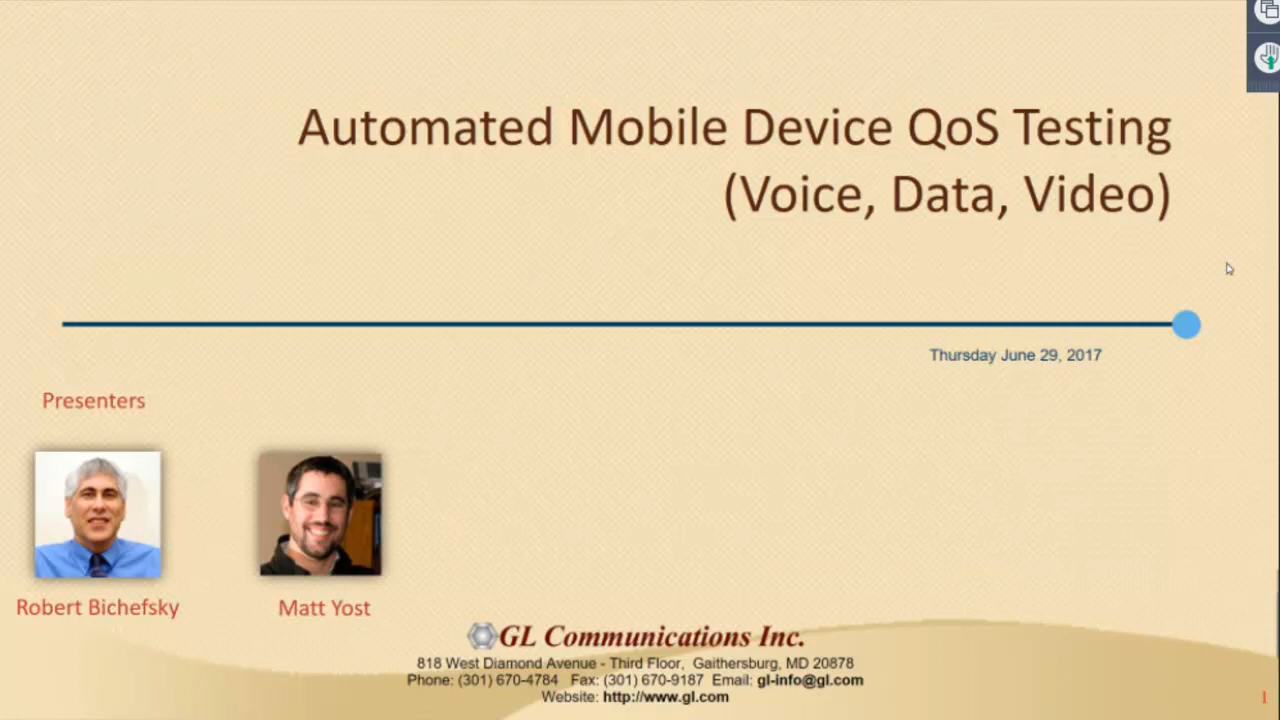 Automated Mobile Device QoS Testing
(Voice, Data, Video)
Thursday June 29, 2017
Presenters
Robert Bichefsky
Matt Yost
GL Communications Inc.
818 West Diamond Avenue - Third Floor, Gaithersburg, MD 20878
Phone: (301) 670-4784 Fax: (301) 670-9187 Email: gl-info@gl.com
Website: http://www.gl.com
1